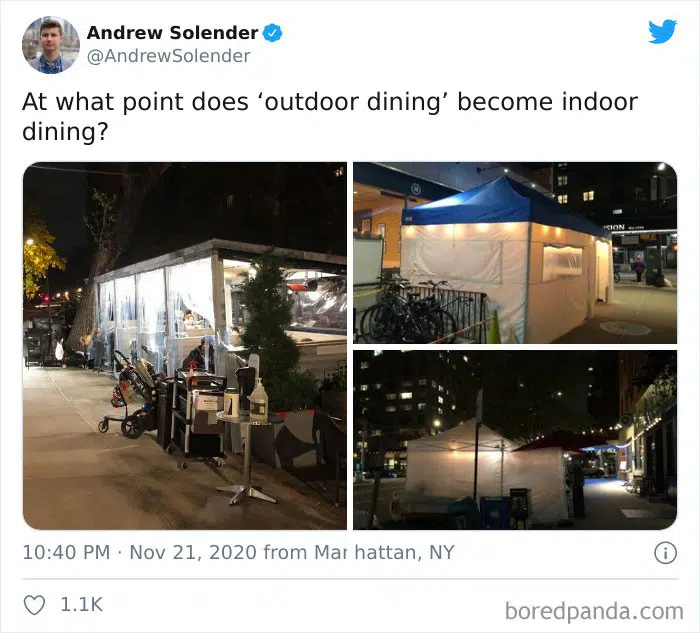 Andrew Solender
@AndrewSolender
At what point does ‘outdoor dining’ become indoor
dining?
SION
10:40 PM · Nov 21, 2020 from Manhattan, NY
1.1K
boredpanda.com